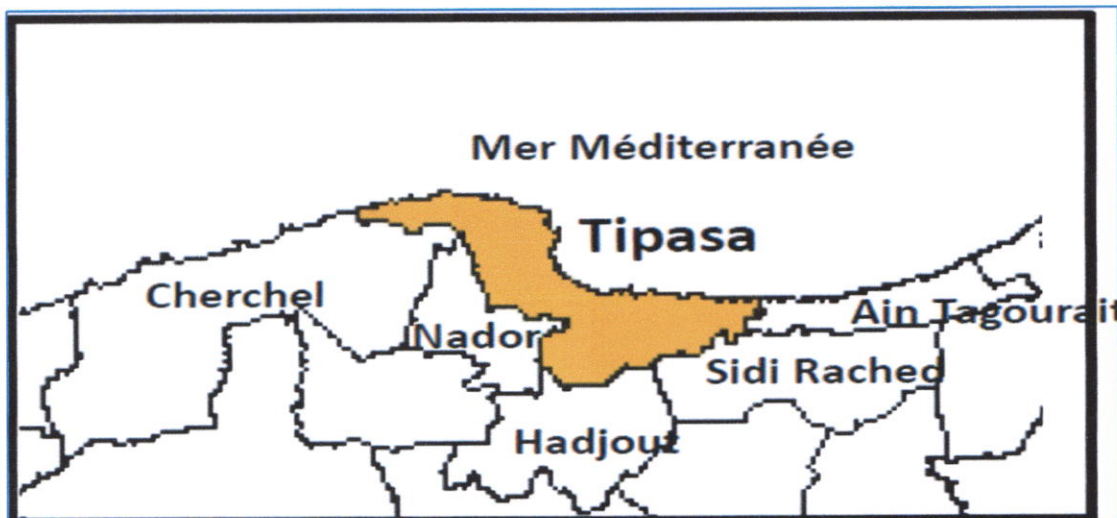 Mer Méditerranée
Tipasa
Cherchel
Ain Tagourait
Nador
Sidi Rached
Hadjout